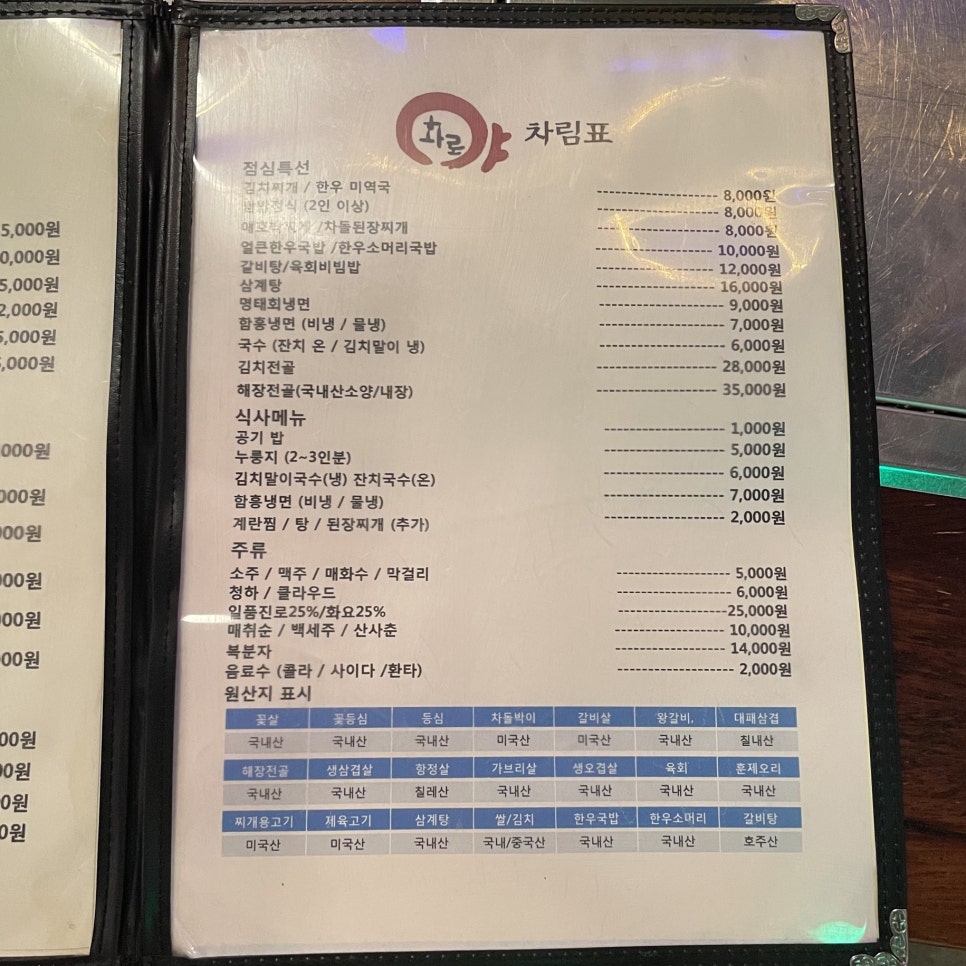 5,000원
0,000원
5,000원
2,000원
5,000원
5,000원
,000원
000원
00원
00원
00원
00원
00원
0원
0원
0원
화로야 차림표
점심특선
김치찌개 / 한우 미역국 8,000원
정식 (2인 이상) 8,000원
/차돌된장찌개 8,000원
얼큰한우국밥 /한우소머리국밥 10,000원
갈비탕/육회비빔밥 12,000원
삼계탕 16,000원
명태회냉면 9,000원
함흥냉면 (비냉 / 물냉) 7,000원
국수 (잔치 온 / 김치말이 냉) 6,000원
김치전골 28,000원
해장전골(국내산소양/내장) 35,000원
식사메뉴
공기 밥 1,000원
누룽지 (2~3인분) 5,000원
김치말이국수(냉) 잔치국수(온) 6,000원
함흥냉면 (비냉 / 물냉) 7,000원
계란찜 / 탕 / 된장찌개 (추가) 2,000원
주류
소주 / 맥주 / 매화수 / 막걸리 5,000원
청하 / 클라우드 6,000원
일품진로25%/화요25% 25,000원
매취순 / 백세주 / 산사춘 10,000원
복분자 14,000원
음료수 (콜라 / 사이다 /환타) 2,000원
원산지 표시
꽃살 꽃등심 등심 차돌박이 갈비살 왕갈비. 대패삼겹
국내산 국내산 국내산 미국산 미국산 국내산 칠내산
해장전골 생삼겹살 항정살 가브리살 생오겹살 육회 훈제오리
국내산 국내산 칠레산 국내산 국내산 국내산 국내산
찌개용고기 제육고기 삼계탕 쌀/김치 한우국밥 한우소머리 갈비탕
미국산 미국산 국내산 국내/중국산 국내산 국내산 호주산